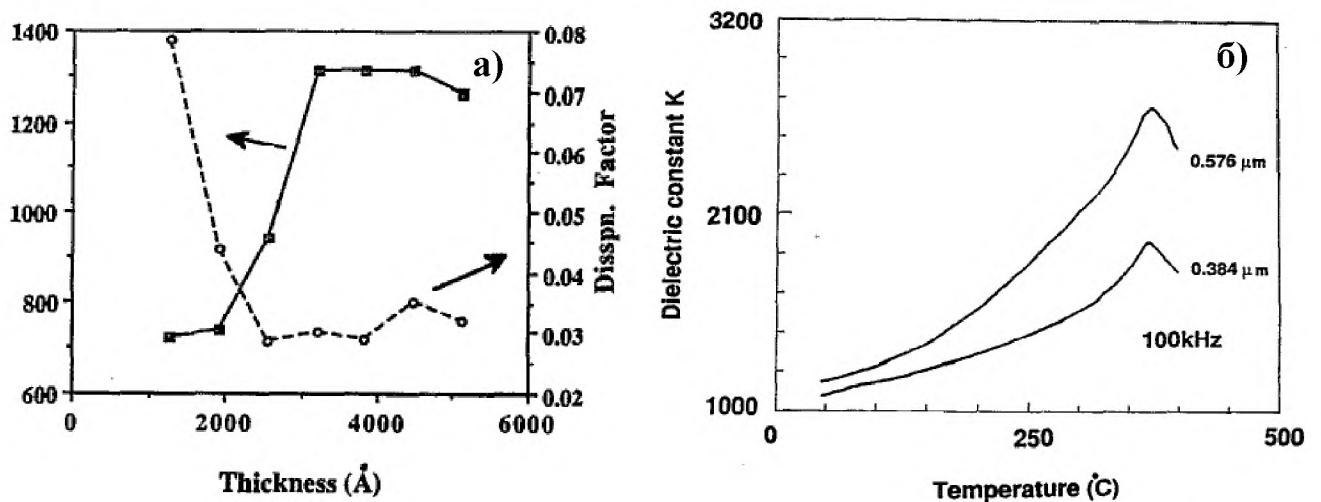 1400
1200
1000
800
600
0
2000
4000
6000
Thickness (Å)
0.08
0.07
0.06
0.05
0.04
0.03
0.02
Disspn. Factor
а)
3200
2100
1000
0
250
500
Dielectric constant K
Temperature (°C)
0.576 μm
0.384 μm
100kHz
б)